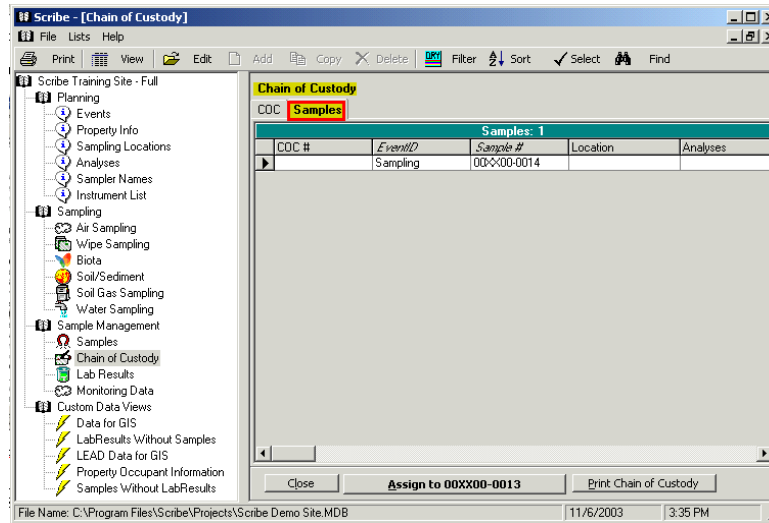 Scribe - [Chain of Custody]
File Lists Help
Print View Edit Add Copy Delete DRY Filter Sort Select Find
Scribe Training Site - Full
Planning
Events
Property Info
Sampling Locations
Analyses
Sampler Names
Instrument List
Sampling
Air Sampling
Wipe Sampling
Biota
Soil/Sediment
Soil Gas Sampling
Water Sampling
Sample Management
Samples
Chain of Custody
Lab Results
Monitoring Data
Custom Data Views
Data for GIS
LabResults Without Samples
LEAD Data for GIS
Property Occupant Information
Samples Without LabResults
Chain of Custody
COC Samples
Samples: 1
COC # EventID Sample # Location Analyses
Sampling 00XX00-0014
Close Assign to 00XX00-0013 Print Chain of Custody
File Name: C:\Program Files\Scribe\Projects\Scribe Demo Site.MDB 11/6/2003 3:35 PM